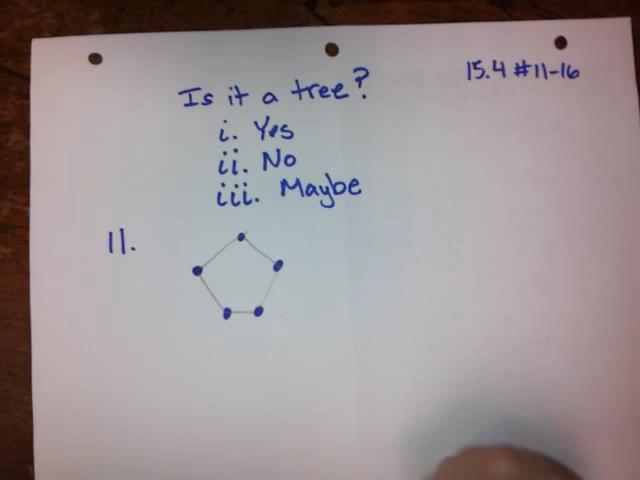 15.4 #11-16
Is it a tree?
i. Yes
ii. No
iii. Maybe
11.